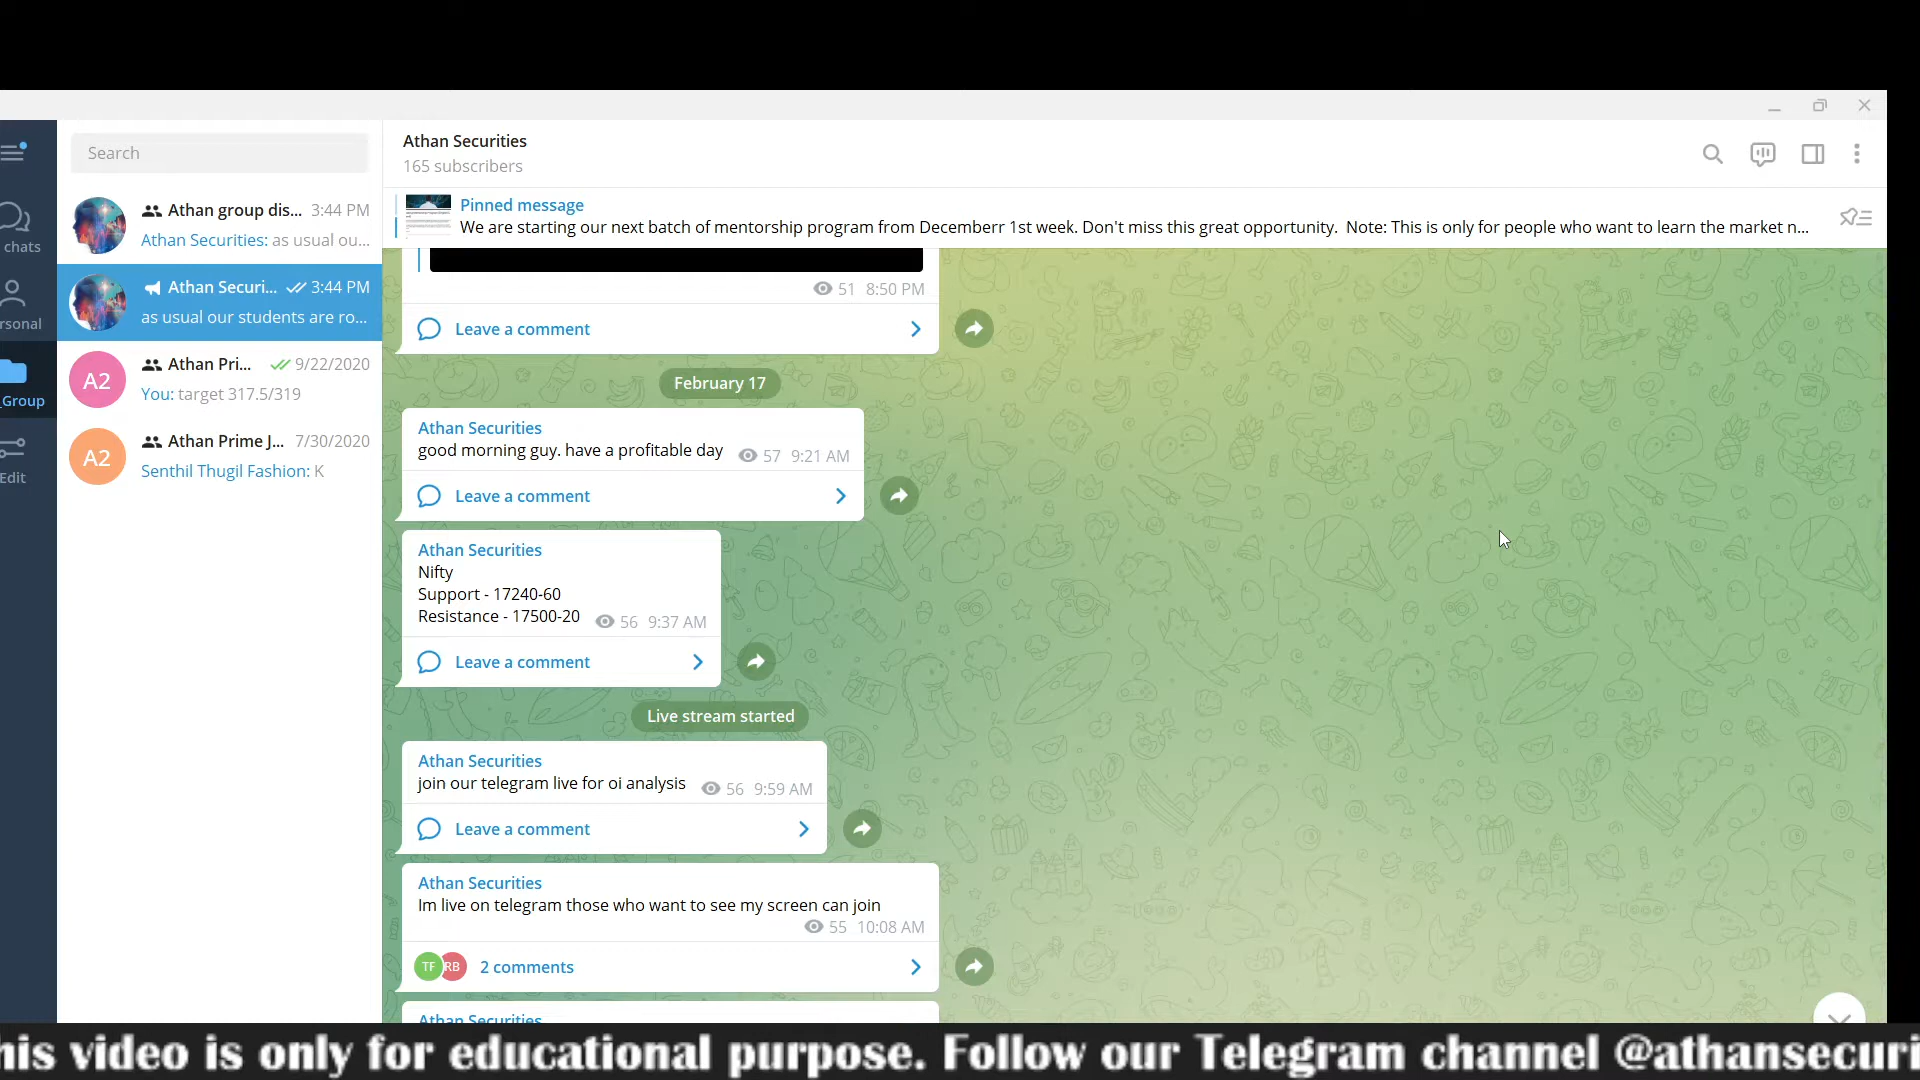 Search
chats
rsonal
_Group
Edit
Athan group dis... 3:44 PM
Athan Securities: as usual ou...
Athan Securi... 3:44 PM
as usual our students are ro...
A2
Athan Pri... 9/22/2020
You: target 317.5/319
A2
Athan Prime J... 7/30/2020
Senthil Thugil Fashion: K
Athan Securities
165 subscribers
Pinned message
We are starting our next batch of mentorship program from Decemberr 1st week. Don't miss this great opportunity. Note: This is only for people who want to learn the market n...
51 8:50 PM
Leave a comment
February 17
Athan Securities
good morning guy. have a profitable day 57 9:21 AM
Leave a comment
Athan Securities
Nifty
Support - 17240-60
Resistance - 17500-20 56 9:37 AM
Leave a comment
Live stream started
Athan Securities
join our telegram live for oi analysis 56 9:59 AM
Leave a comment
Athan Securities
Im live on telegram those who want to see my screen can join
55 10:08 AM
TF RB 2 comments
Athan Securities
his video is only for educational purpose. Follow our Telegram channel @athansecuri